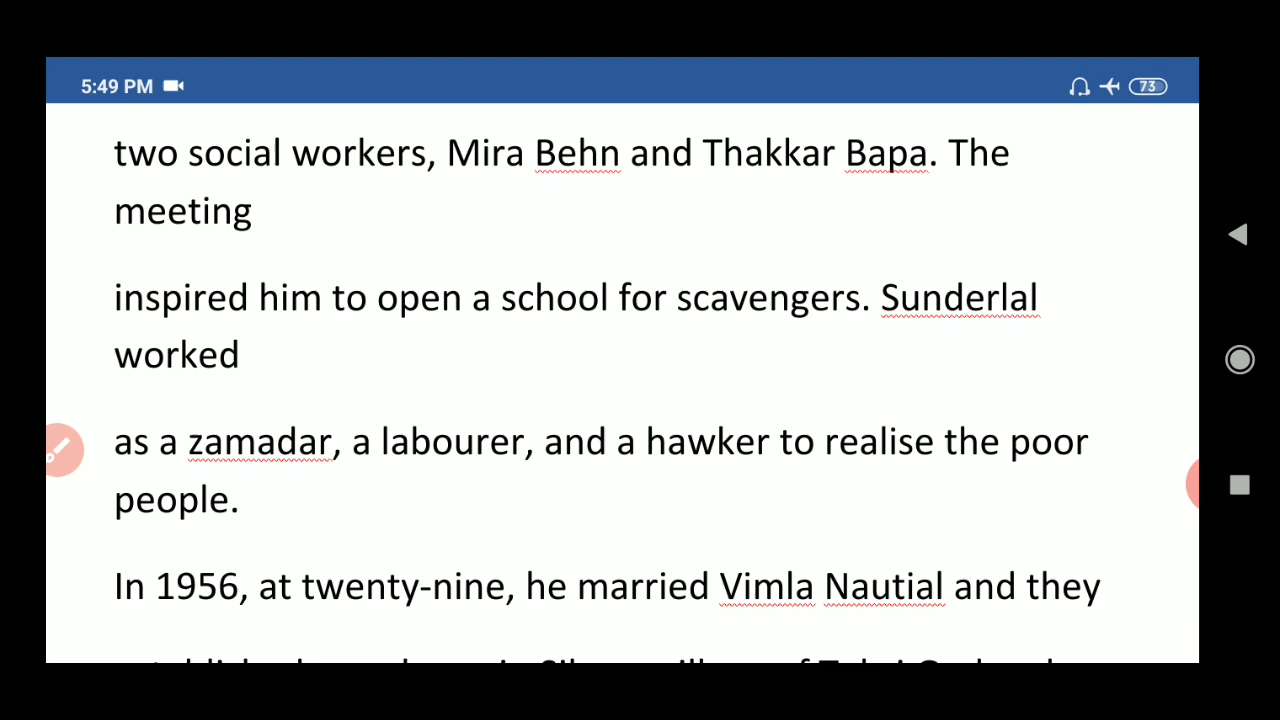 5:49 PM
73
two social workers, Mira Behn and Thakkar Bapa. The
meeting
inspired him to open a school for scavengers. Sunderlal
worked
as a zamadar, a labourer, and a hawker to realise the poor
people.
In 1956, at twenty-nine, he married Vimla Nautial and they